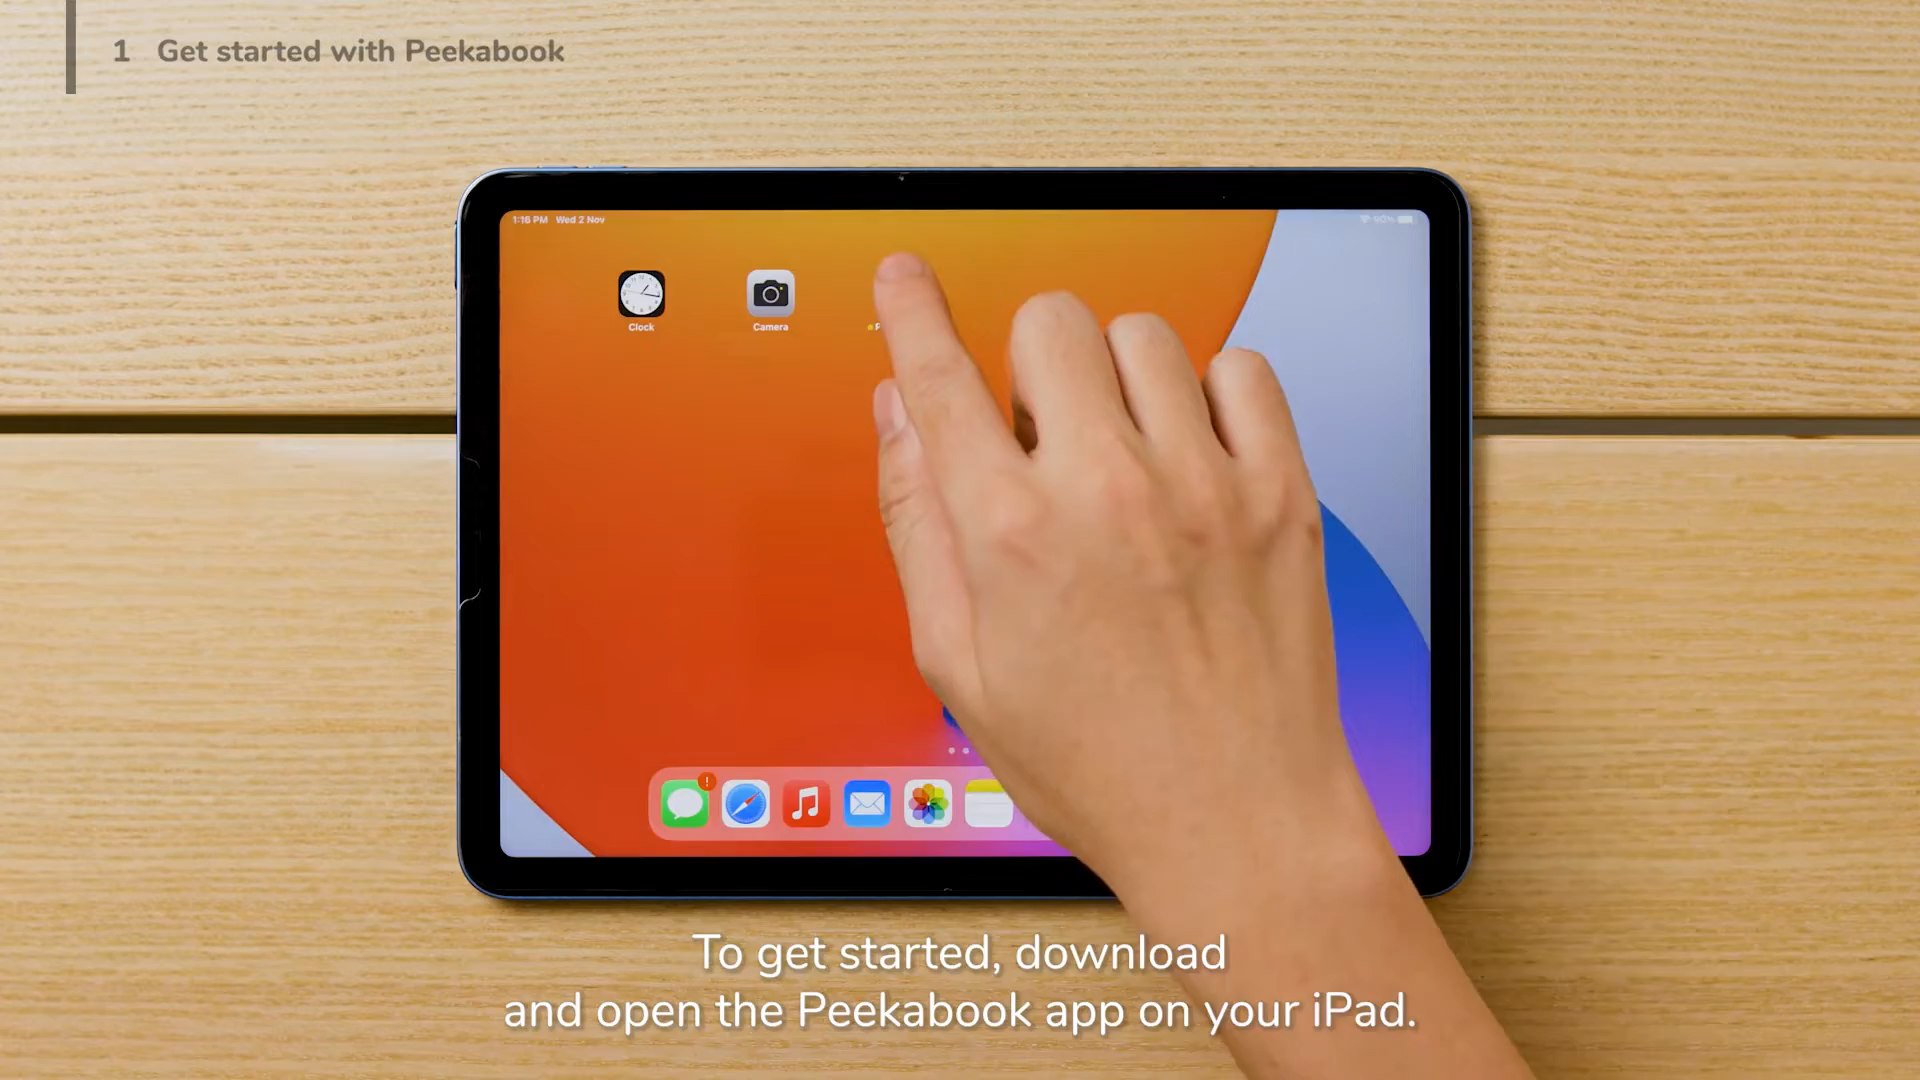 1 Get started with Peekabook
1:16 PM Wed 2 Nov
Clock
Camera
To get started, download
and open the Peekabook app on your iPad.